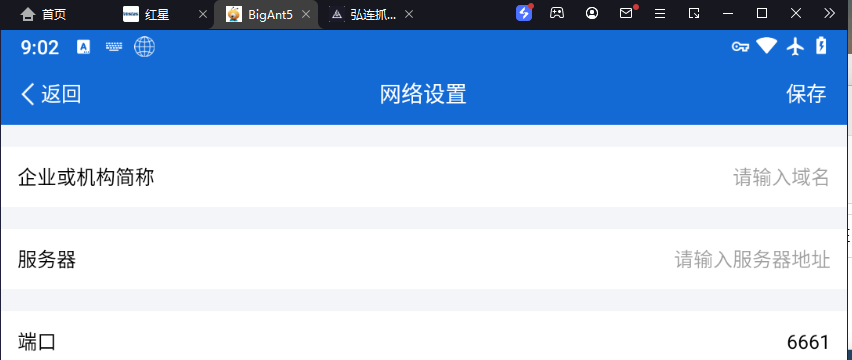 首页
红星
BigAnt5
弘连抓...
9:02
返回
网络设置
保存
企业或机构简称
请输入域名
服务器
请输入服务器地址
端口
6661